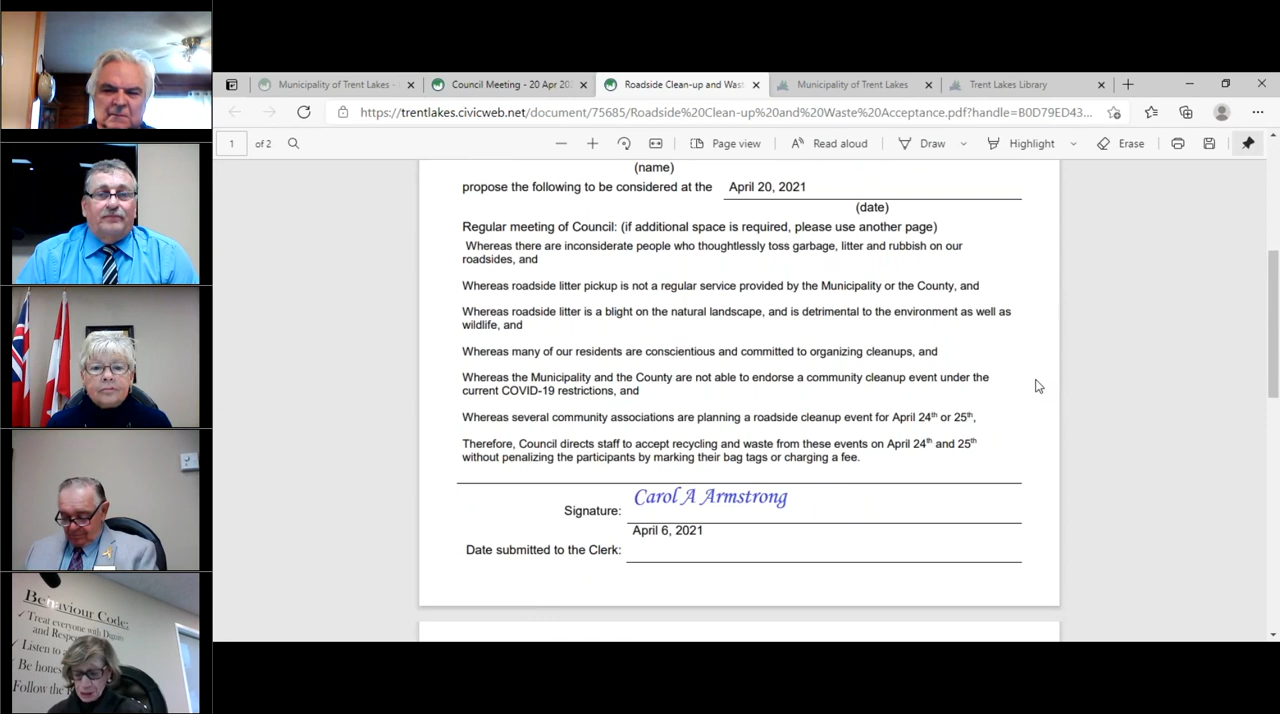 Municipality of Trent Lakes -
Council Meeting - 20 Apr 202
Roadside Clean-up and Wast
Municipality of Trent Lakes
Trent Lakes Library
https://trentlakes.civicweb.net/document/75685/Roadside%20Clean-up%20and%20Waste%20Acceptance.pdf?handle=B0D79ED43...
1 of 2
Page view
Read aloud
Draw
Highlight
Erase
(name)
propose the following to be considered at the April 20, 2021
(date)
Regular meeting of Council: (if additional space is required, please use another page)
Whereas there are inconsiderate people who thoughtlessly toss garbage, litter and rubbish on our
roadsides, and
Whereas roadside litter pickup is not a regular service provided by the Municipality or the County, and
Whereas roadside litter is a blight on the natural landscape, and is detrimental to the environment as well as
wildlife, and
Whereas many of our residents are conscientious and committed to organizing cleanups, and
Whereas the Municipality and the County are not able to endorse a community cleanup event under the
current COVID-19 restrictions, and
Whereas several community associations are planning a roadside cleanup event for April 24th or 25th,
Therefore, Council directs staff to accept recycling and waste from these events on April 24th and 25th
without penalizing the participants by marking their bag tags or charging a fee.
Carol A Armstrong
Signature:
April 6, 2021
Date submitted to the Clerk:
Behaviour Code:
✓ Treat everyone with Dignity
and Respe
✓ Listen to
Be hones
Follow the